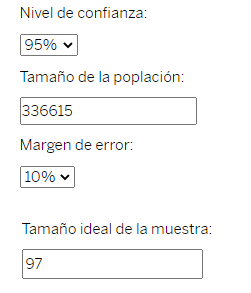 Nivel de confianza:
95%
Tamaño de la poplación:
336615
Margen de error:
10%
Tamaño ideal de la muestra:
97